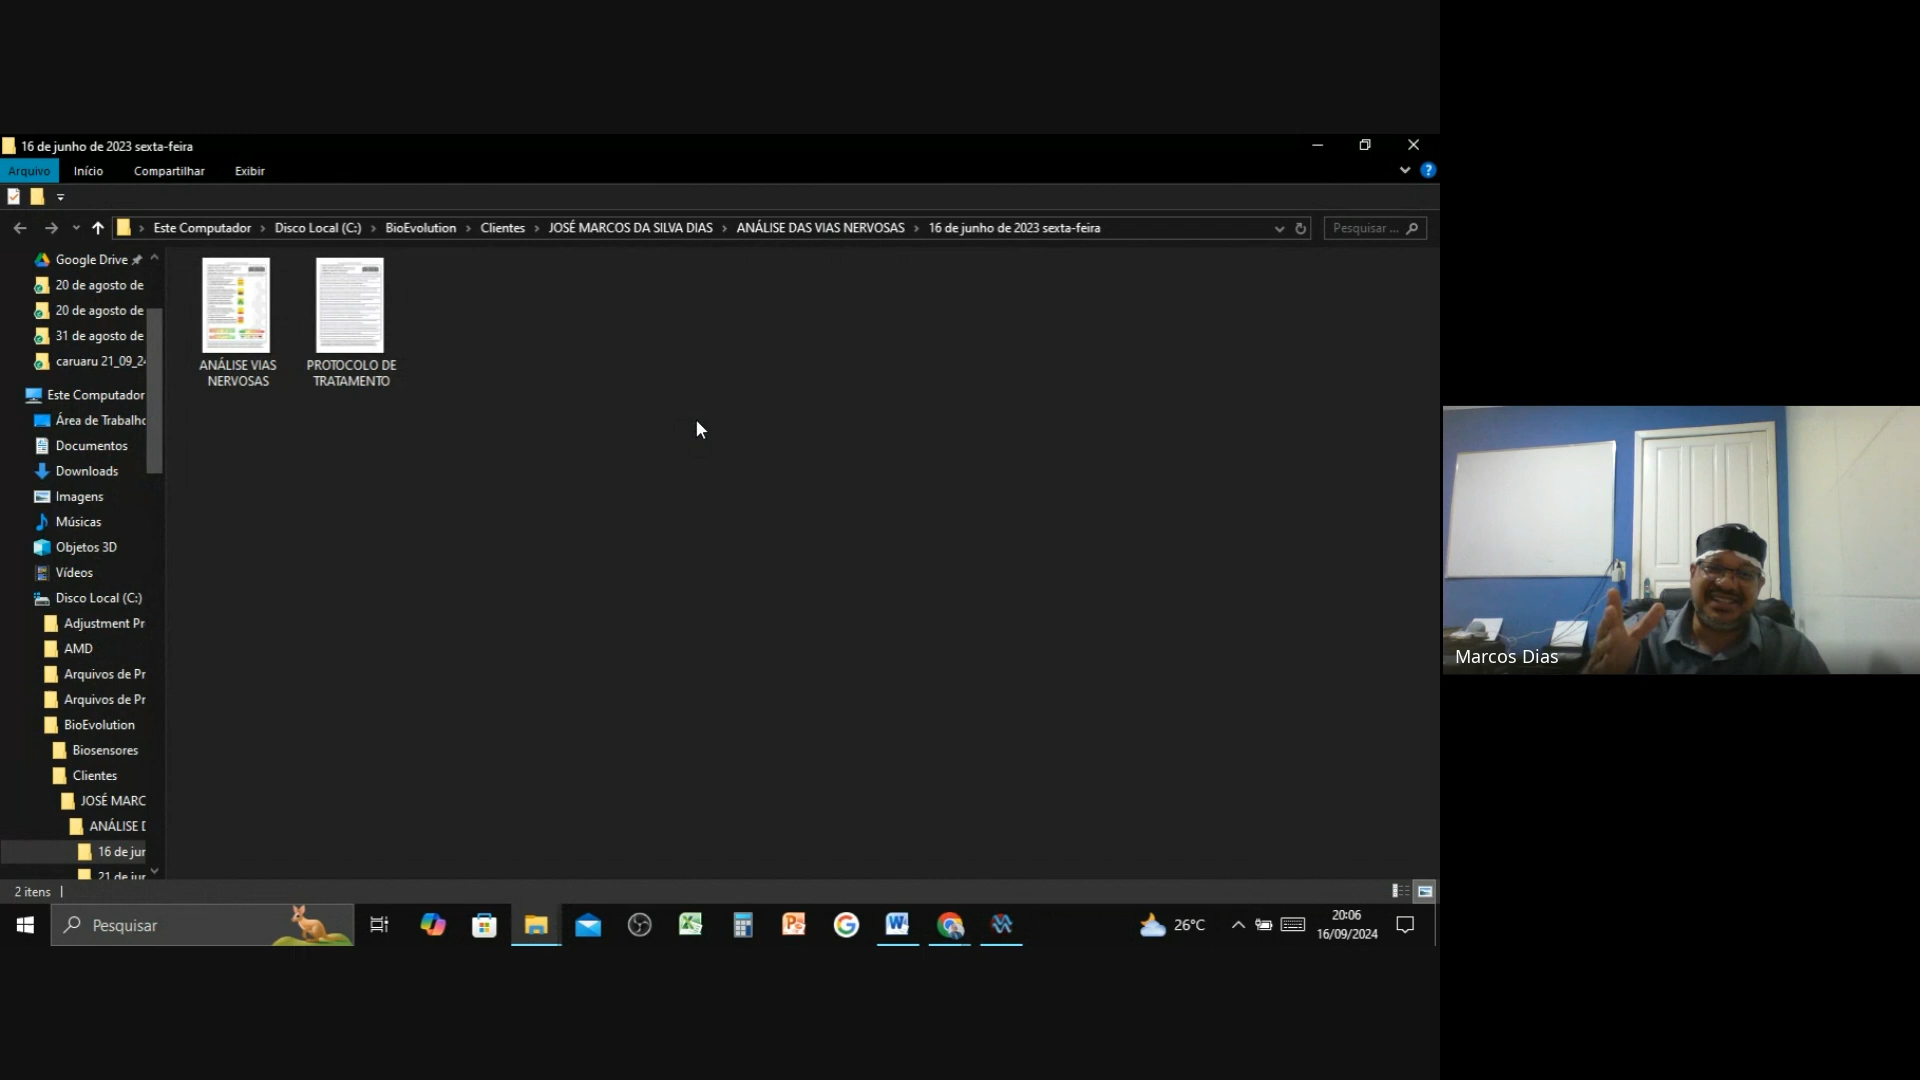 16 de junho de 2023 sexta-feira
Arquivo Início Compartilhar Exibir
Este Computador › Disco Local (C:) › BioEvolution › Clientes › JOSÉ MARCOS DA SILVA DIAS › ANÁLISE DAS VIAS NERVOSAS › 16 de junho de 2023 sexta-feira
Pesquisar ...
Google Drive
20 de agosto de
20 de agosto de
31 de agosto de
caruaru 21_09_24
Este Computador
Área de Trabalho
Documentos
Downloads
Imagens
Músicas
Objetos 3D
Vídeos
Disco Local (C:)
Adjustment Pr
AMD
Arquivos de Pr
Arquivos de Pr
BioEvolution
Biosensores
Clientes
JOSÉ MARC
ANÁLISE D
16 de jun
21 de jun
ANÁLISE VIAS
NERVOSAS
PROTOCOLO DE
TRATAMENTO
2 itens
Pesquisar
26°C
20:06
16/09/2024
Marcos Dias